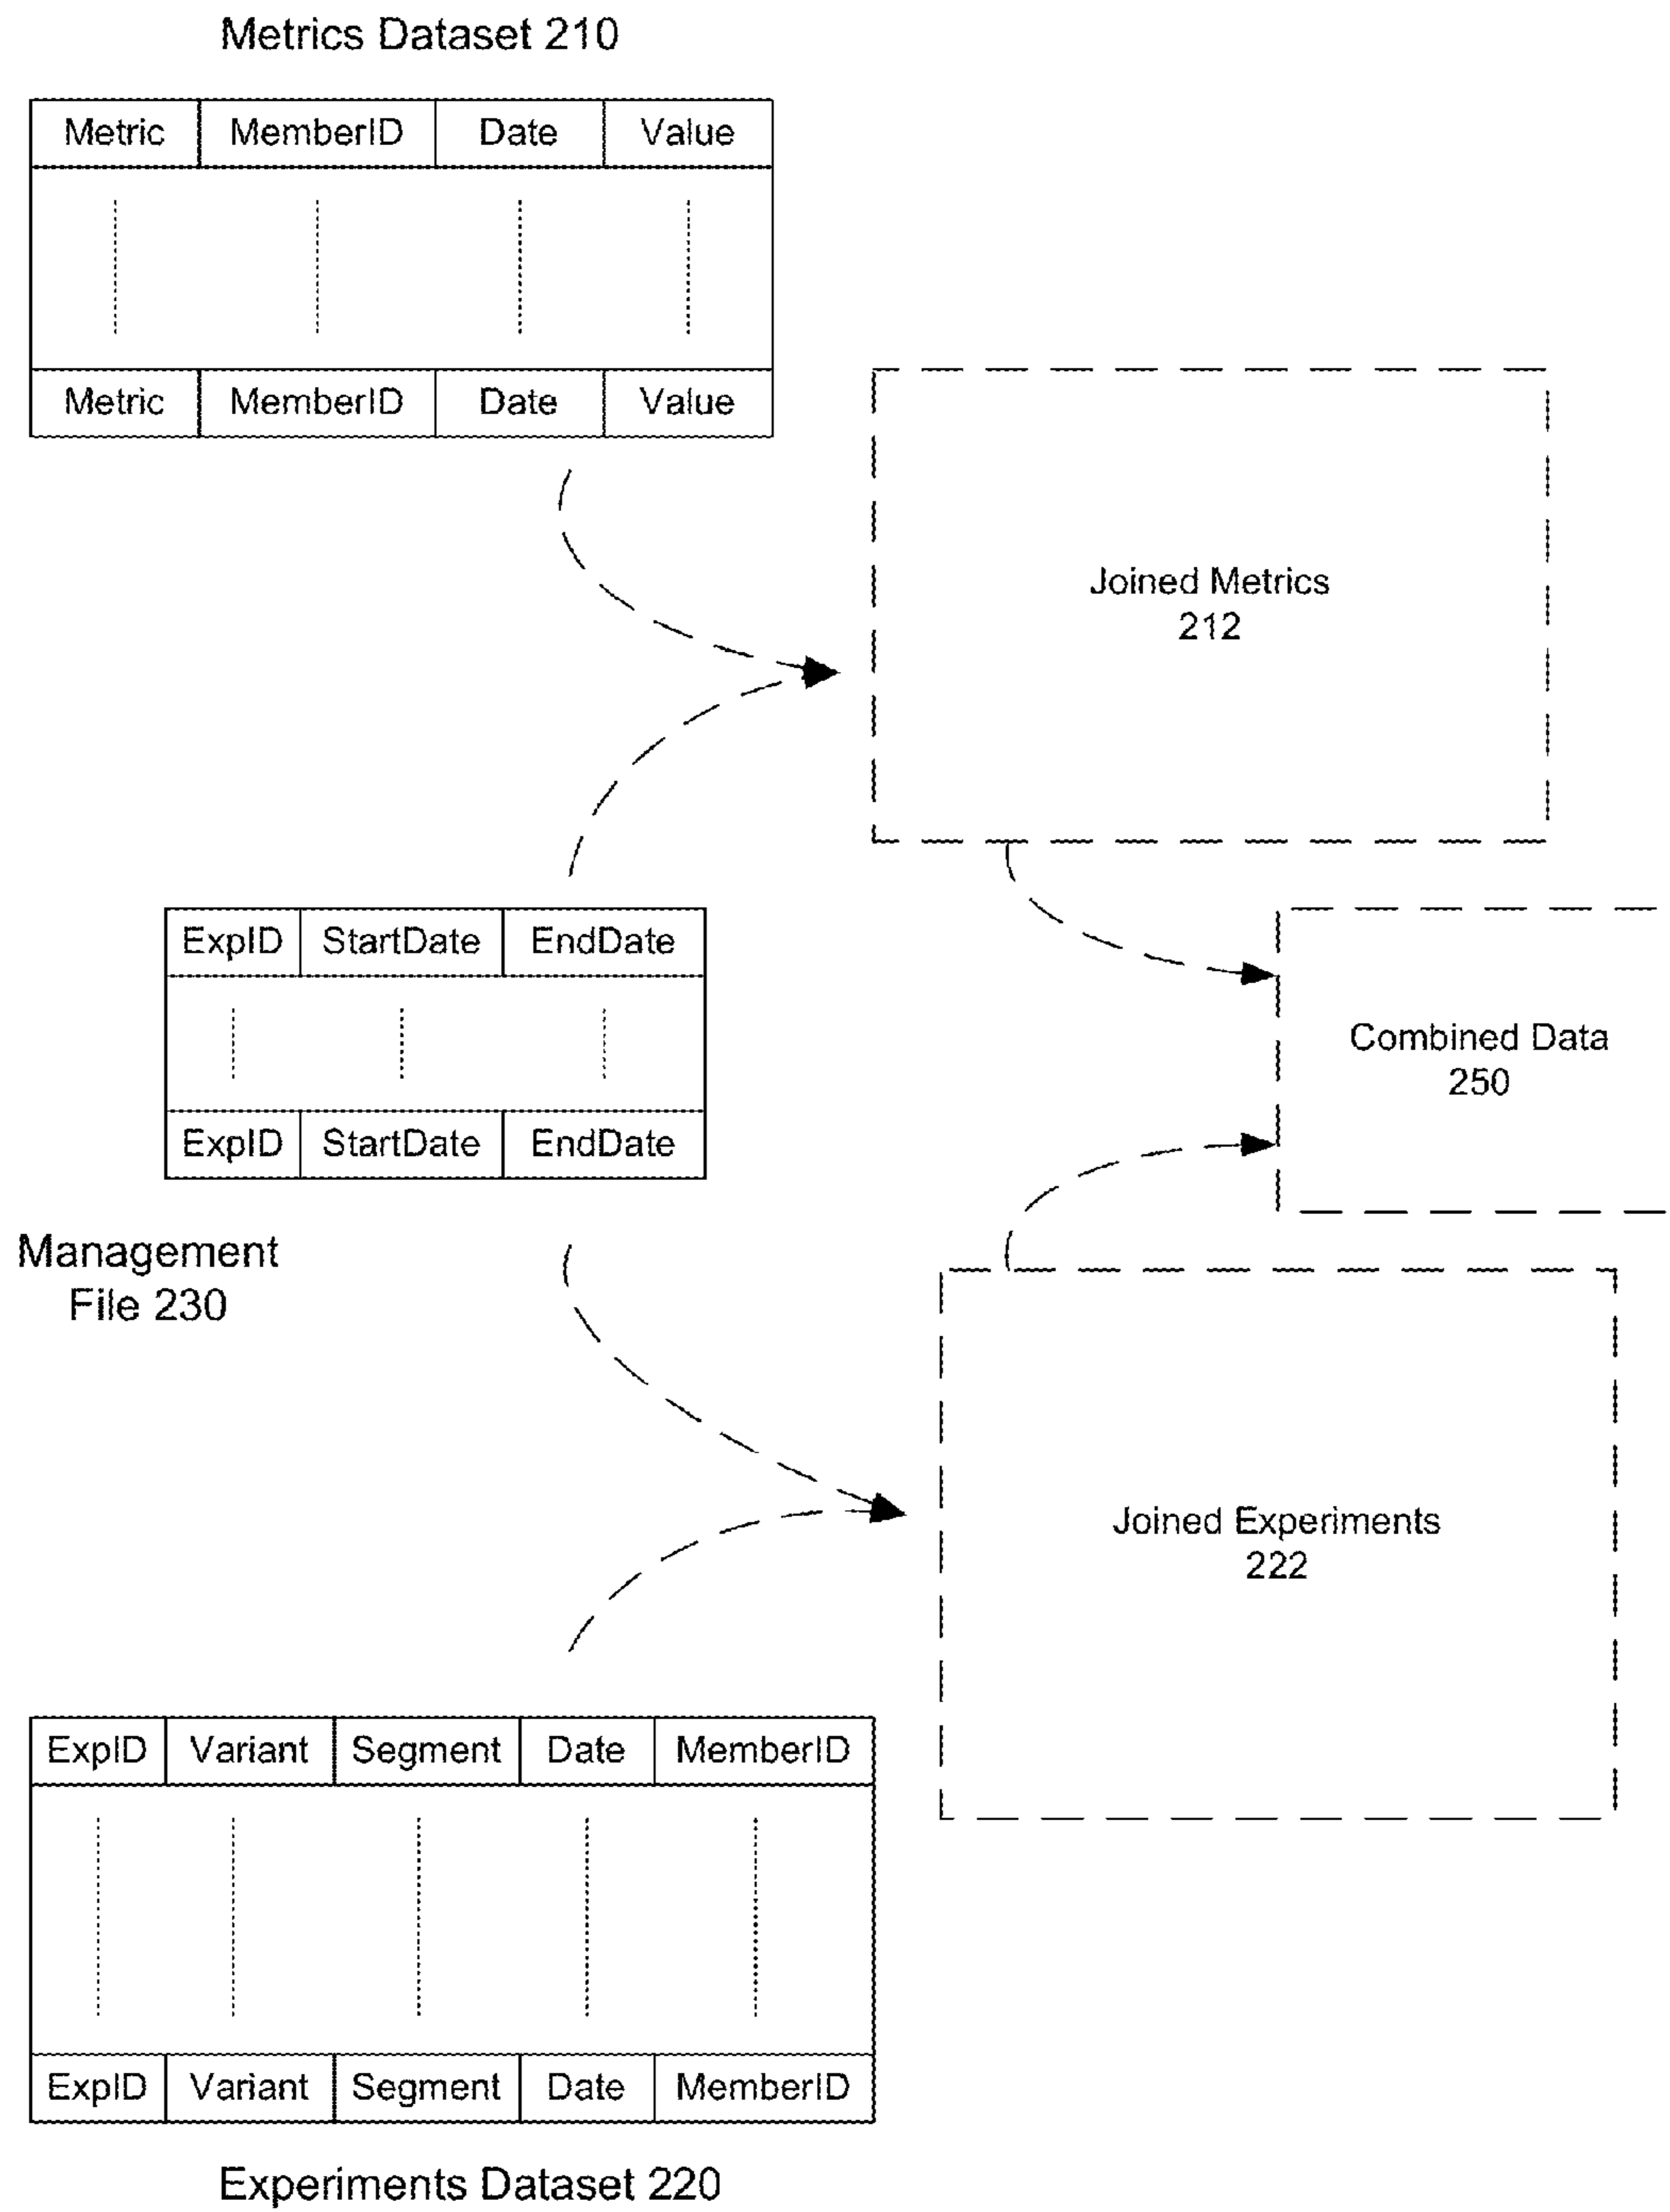 Metrics Dataset 210
Metric MemberID Date Value
Metric MemberID Date Value
Joined Metrics
212
ExpID StartDate EndDate
ExpID StartDate EndDate
Combined Data
250
Management
File 230
Joined Experiments
222
ExpID Variant Segment Date MemberID
ExpID Variant Segment Date MemberID
Experiments Dataset 220